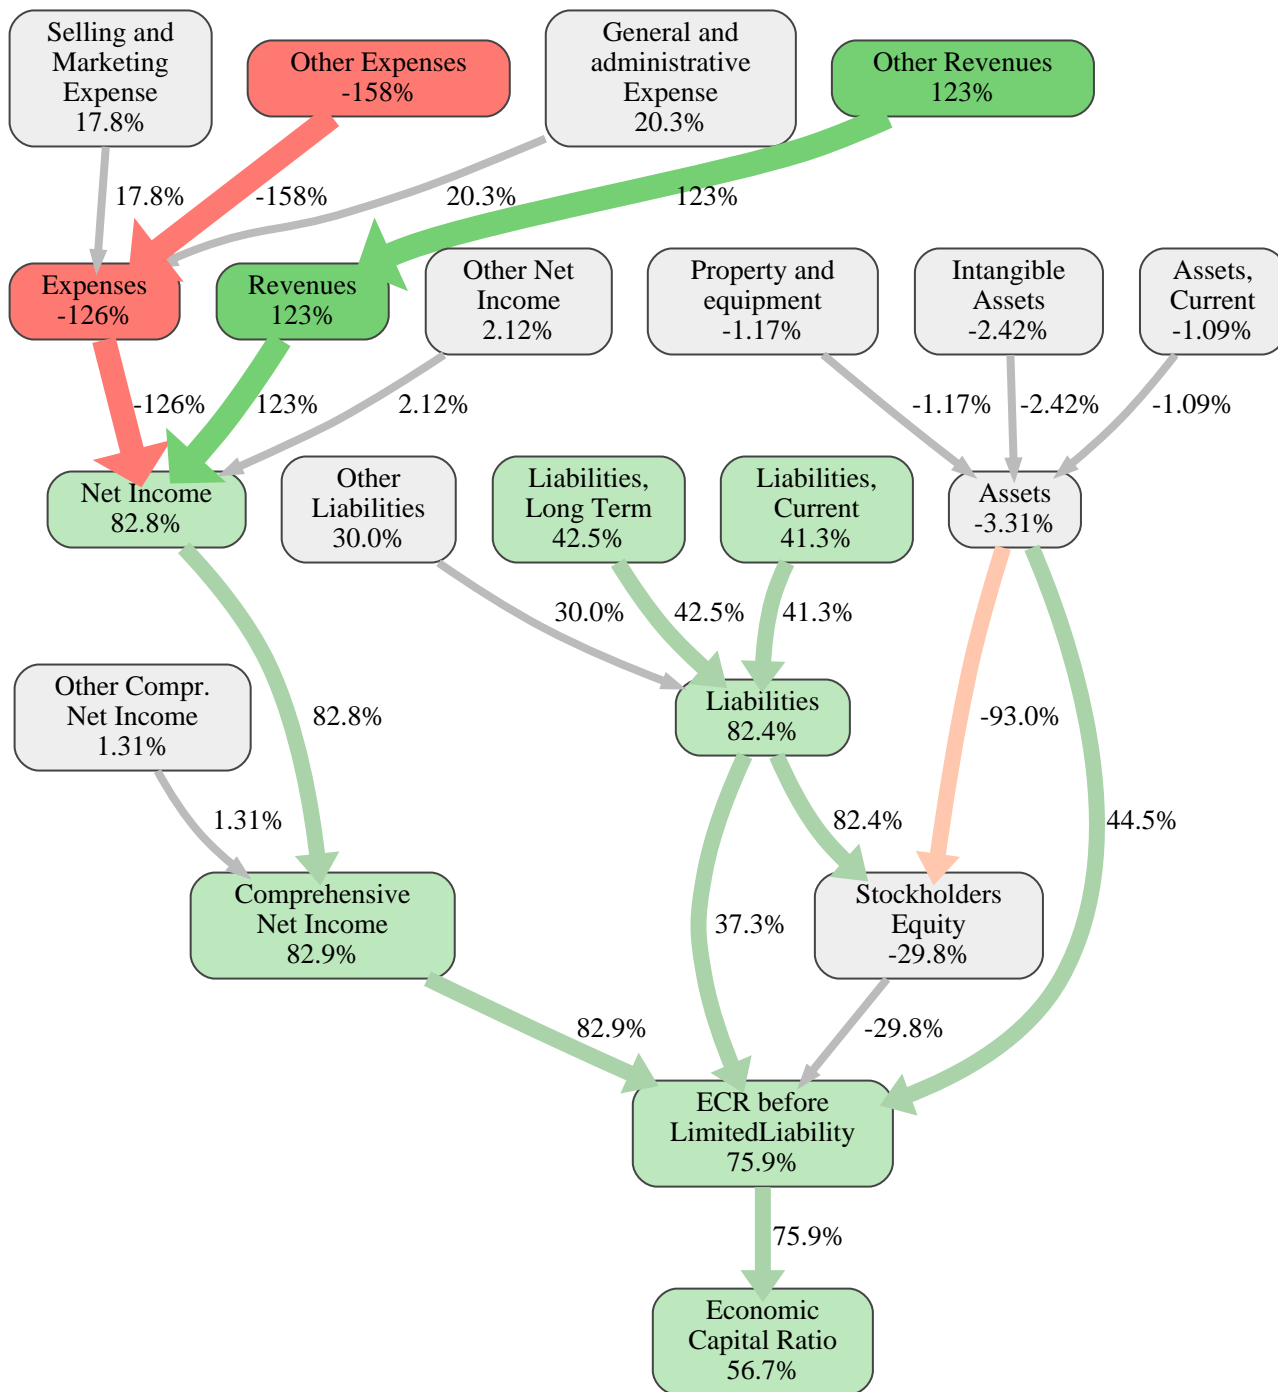 Selling and
Marketing
Expense
17.8%
Other Expenses
-158%
General and
administrative
Expense
20.3%
Other Revenues
123%
17.8%
-158%
20.3%
123%
Expenses
-126%
Revenues
123%
Other Net
Income
2.12%
Property and
equipment
-1.17%
Intangible
Assets
-2.42%
Assets,
Current
-1.09%
-126%
123%
2.12%
-1.17%
-2.42%
-1.09%
Net Income
82.8%
Other
Liabilities
30.0%
Liabilities,
Long Term
42.5%
Liabilities,
Current
41.3%
Assets
-3.31%
30.0%
42.5%
41.3%
Other Compr.
Net Income
1.31%
82.8%
Liabilities
82.4%
-93.0%
1.31%
82.4%
44.5%
Comprehensive
Net Income
82.9%
37.3%
Stockholders
Equity
-29.8%
82.9%
-29.8%
ECR before
LimitedLiability
75.9%
75.9%
Economic
Capital Ratio
56.7%